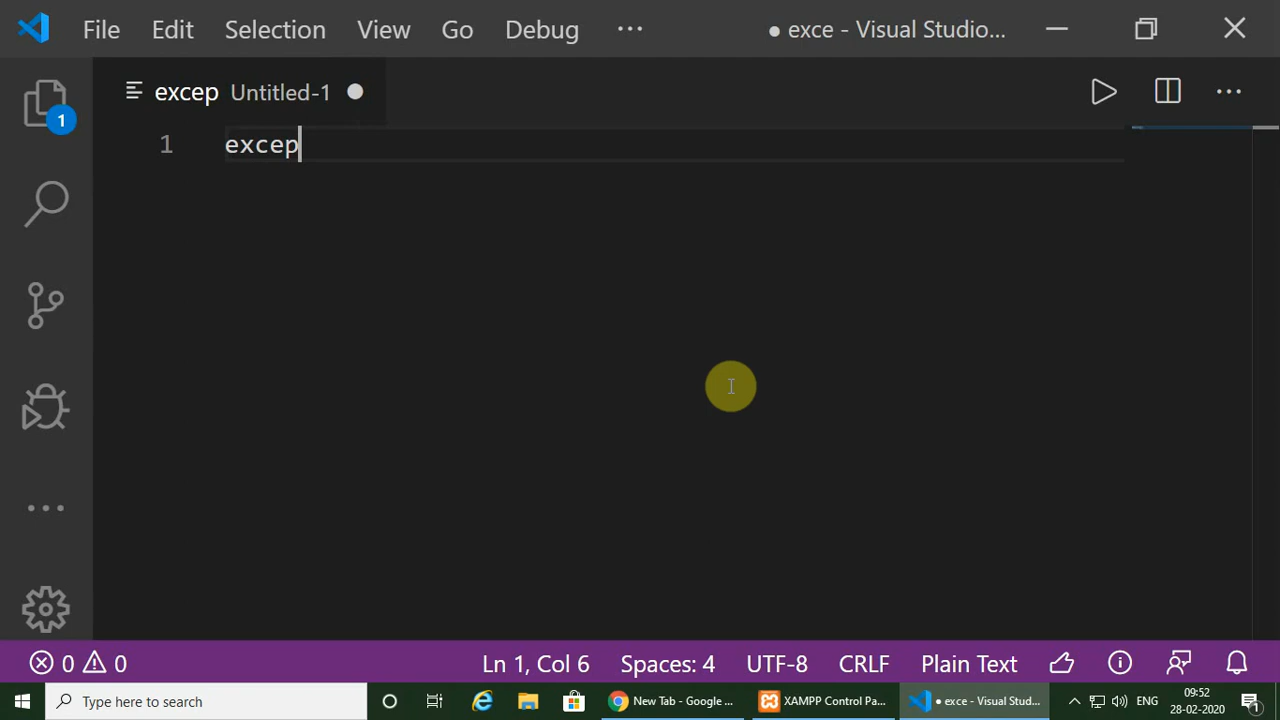 File Edit Selection View Go Debug ··· ● exce - Visual Studio...
excep Untitled-1
1
1 excep
0 0 Ln 1, Col 6 Spaces: 4 UTF-8 CRLF Plain Text
Type here to search New Tab - Google ... XAMPP Control Pa... ● exce - Visual Stud... ENG 09:52
28-02-2020
1